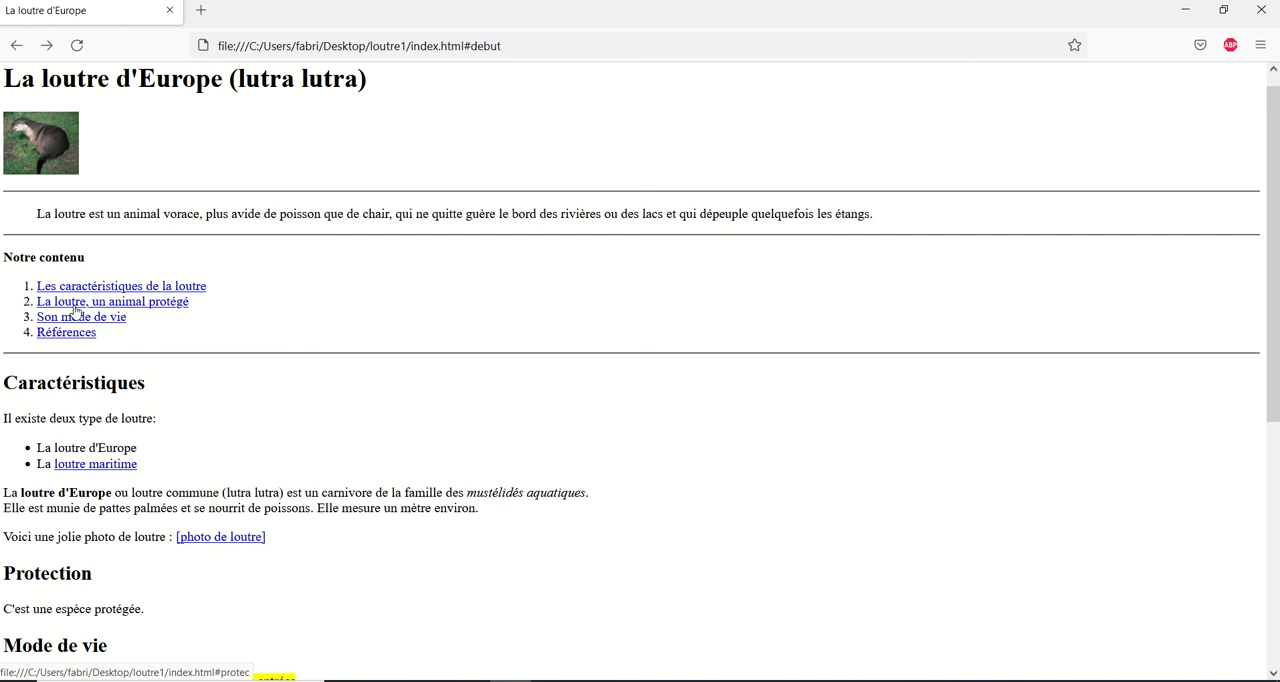 La loutre d'Europe
file:///C:/Users/fabri/Desktop/loutre1/index.html#debut
ABP
La loutre d'Europe (lutra lutra)
La loutre est un animal vorace, plus avide de poisson que de chair, qui ne quitte guère le bord des rivières ou des lacs et qui dépeuple quelquefois les étangs.
Notre contenu
1. Les caractéristiques de la loutre
2. La loutre, un animal protégé
3. Son mode de vie
4. Références
Caractéristiques
Il existe deux type de loutre:
• La loutre d'Europe
• La loutre maritime
La loutre d'Europe ou loutre commune (lutra lutra) est un carnivore de la famille des mustélidés aquatiques.
Elle est munie de pattes palmées et se nourrit de poissons. Elle mesure un mètre environ.
Voici une jolie photo de loutre : [photo de loutre]
Protection
C'est une espèce protégée.
Mode de vie
file:///C:/Users/fabri/Desktop/loutre1/index.html#protec